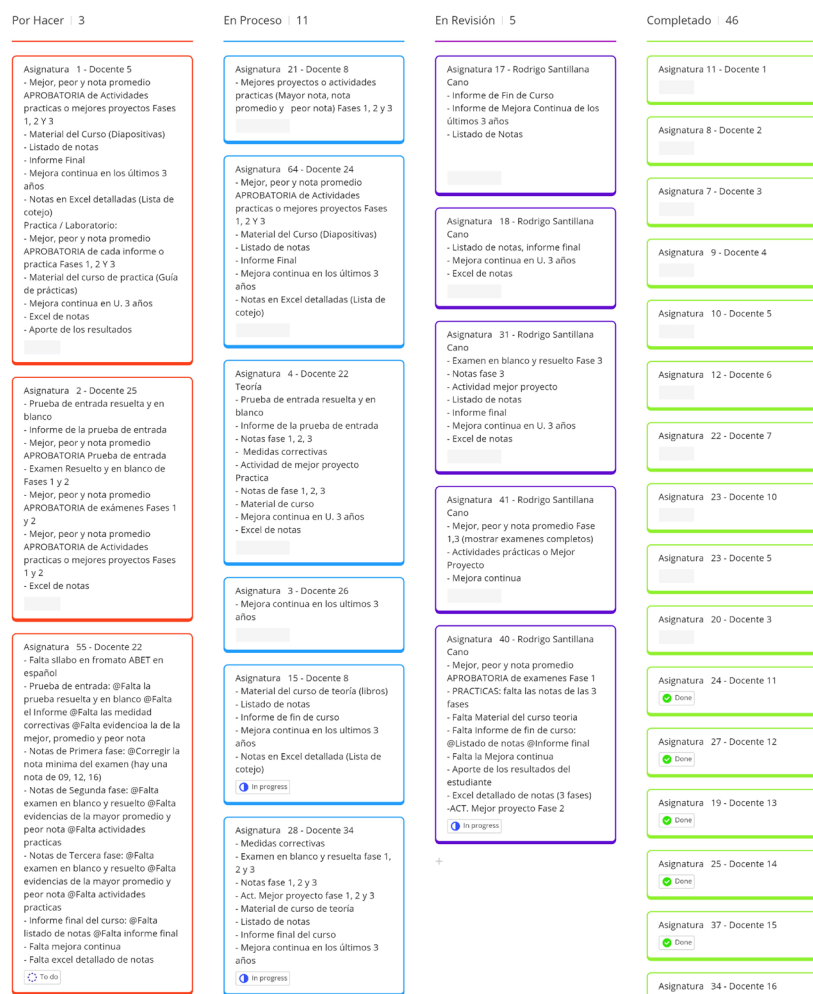 Por Hacer | 3
Asignatura 1 - Docente 5
- Mejor, peor y nota promedio
APROBATORIA de Actividades
practicas o mejores proyectos Fases
1, 2 Y 3
- Material del Curso (Diapositivas)
- Listado de notas
- Informe Final
- Mejora continua en los últimos 3
años
- Notas en Excel detalladas (Lista de
cotejo)
Practica / Laboratorio:
- Mejor, peor y nota promedio
APROBATORIA de cada informe o
practica Fases 1, 2 Y 3
- Material del curso de practica (Guía
de prácticas)
- Mejora continua en U. 3 años
- Excel de notas
- Aporte de los resultados
Asignatura 2 - Docente 25
- Prueba de entrada resuelta y en
blanco
- Informe de la prueba de entrada
- Mejor, peor y nota promedio
APROBATORIA Prueba de entrada
- Examen Resuelto y en blanco de
Fases 1 y 2
- Mejor, peor y nota promedio
APROBATORIA de exámenes Fases 1
y 2
- Mejor, peor y nota promedio
APROBATORIA de Actividades
practicas o mejores proyectos Fases
1 y 2
- Excel de notas
Asignatura 55 - Docente 22
- Falta sllabo en fromato ABET en
español
- Prueba de entrada: @Falta la
prueba resuelta y en blanco @Falta
el Informe @Falta las medidad
correctivas @Falta evidencioa la de la
mejor, promedio y peor nota
- Notas de Primera fase: @Corregir la
nota minima del examen (hay una
nota de 09, 12, 16)
- Notas de Segunda fase: @Falta
examen en blanco y resuelto @Falta
evidencias de la mayor promedio y
peor nota @Falta actividades
practicas
- Notas de Tercera fase: @Falta
examen en blanco y resuelto @Falta
evidencias de la mayor promedio y
peor nota @Falta actividades
practicas
- Informe final del curso: @Falta
listado de notas @Falta informe final
- Falta mejora continua
- Falta excel detallado de notas
To do
En Proceso | 11
Asignatura 21 - Docente 8
- Mejores proyectos o actividades
practicas (Mayor nota, nota
promedio y peor nota) Fases 1, 2 y 3
Asignatura 64 - Docente 24
- Mejor, peor y nota promedio
APROBATORIA de Actividades
practicas o mejores proyectos Fases
1, 2 Y 3
- Material del Curso (Diapositivas)
- Listado de notas
- Informe Final
- Mejora continua en los últimos 3
años
- Notas en Excel detalladas (Lista de
cotejo)
Asignatura 4 - Docente 22
Teoría
- Prueba de entrada resuelta y en
blanco
- Informe de la prueba de entrada
- Notas fase 1, 2, 3
- Medidas correctivas
- Actividad de mejor proyecto
Practica
- Notas de fase 1, 2, 3
- Material de curso
- Mejora continua en U. 3 años
- Excel de notas
Asignatura 3 - Docente 26
- Mejora continua en los ultimos 3
años
Asignatura 15 - Docente 8
- Material del curso de teoría (libros)
- Listado de notas
- Informe de fin de curso
- Mejora continua en los ultimos 3
años
- Notas en Excel detallada (Lista de
cotejo)
In progress
Asignatura 28 - Docente 34
- Medidas correctivas
- Examen en blanco y resuelta fase 1,
2 y 3
- Notas fase 1, 2 y 3
- Act. Mejor proyecto fase 1, 2 y 3
- Material de curso de teoría
- Listado de notas
- Informe final del curso
- Mejora continua en los últimos 3
años
In progress
En Revisión | 5
Asignatura 17 - Rodrigo Santillana
Cano
- Informe de Fin de Curso
- Informe de Mejora Continua de los
últimos 3 años
- Listado de Notas
Asignatura 18 - Rodrigo Santillana
Cano
- Listado de notas, informe final
- Mejora continua en U. 3 años
- Excel de notas
Asignatura 31 - Rodrigo Santillana
Cano
- Examen en blanco y resuelto Fase 3
- Notas fase 3
- Actividad mejor proyecto
- Listado de notas
- Informe final
- Mejora continua en U. 3 años
- Excel de notas
Asignatura 41 - Rodrigo Santillana
Cano
- Mejor, peor y nota promedio Fase
1,3 (mostrar examenes completos)
- Actividades prácticas o Mejor
Proyecto
- Mejora continua
Asignatura 40 - Rodrigo Santillana
Cano
- Mejor, peor y nota promedio
APROBATORIA de examenes Fase 1
- PRACTICAS: falta las notas de las 3
fases
- Falta Material del curso teoria
- Falta Informe de fin de curso:
@Listado de notas @Informe final
- Falta la Mejora continua
- Aporte de los resultados del
estudiante
- Excel detallado de notas (3 fases)
-ACT. Mejor proyecto Fase 2
In progress
Completado | 46
Asignatura 11 - Docente 1
Asignatura 8 - Docente 2
Asignatura 7 - Docente 3
Asignatura 9 - Docente 4
Asignatura 10 - Docente 5
Asignatura 12 - Docente 6
Asignatura 22 - Docente 7
Asignatura 23 - Docente 10
Asignatura 23 - Docente 5
Asignatura 20 - Docente 3
Asignatura 24 - Docente 11
Done
Asignatura 27 - Docente 12
Done
Asignatura 19 - Docente 13
Done
Asignatura 25 - Docente 14
Done
Asignatura 37 - Docente 15
Done
Asignatura 34 - Docente 16